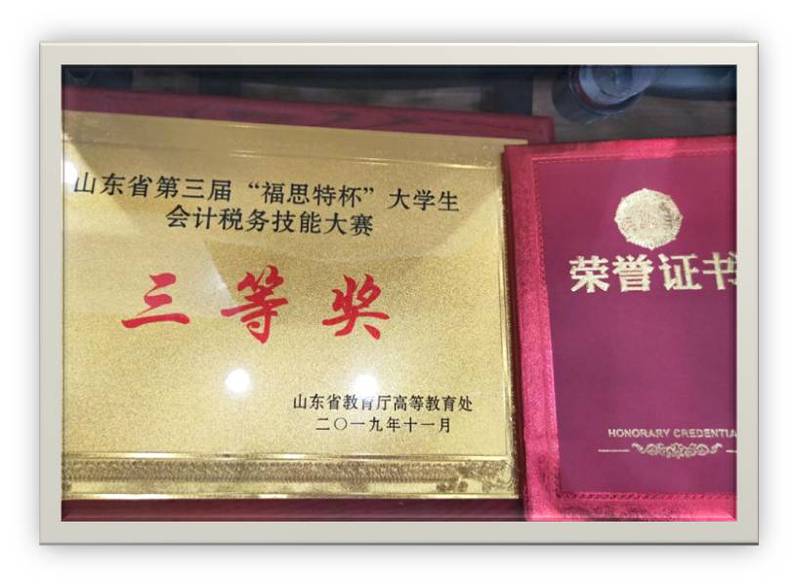 山东省第三届“福思特杯”大学生
会计税务技能大赛
三等奖
山东省教育厅高等教育处
二〇一九年十一月
荣誉证书
HONORARY CREDENTIA